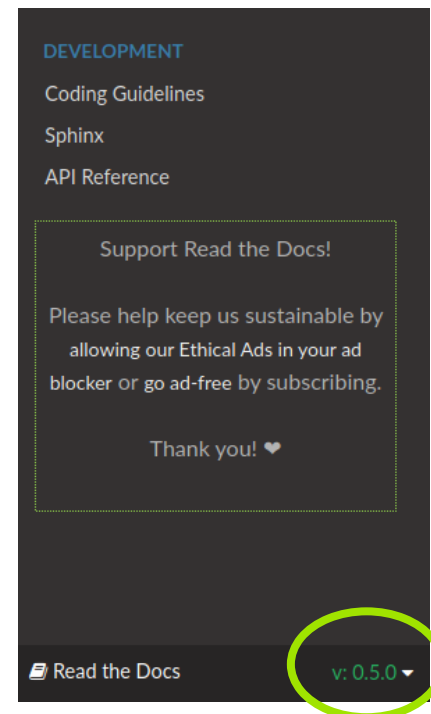 DEVELOPMENT
Coding Guidelines
Sphinx
API Reference
Support Read the Docs!
Please help keep us sustainable by
allowing our Ethical Ads in your ad
blocker or go ad-free by subscribing.
Thank you! ❤
Read the Docs
v: 0.5.0